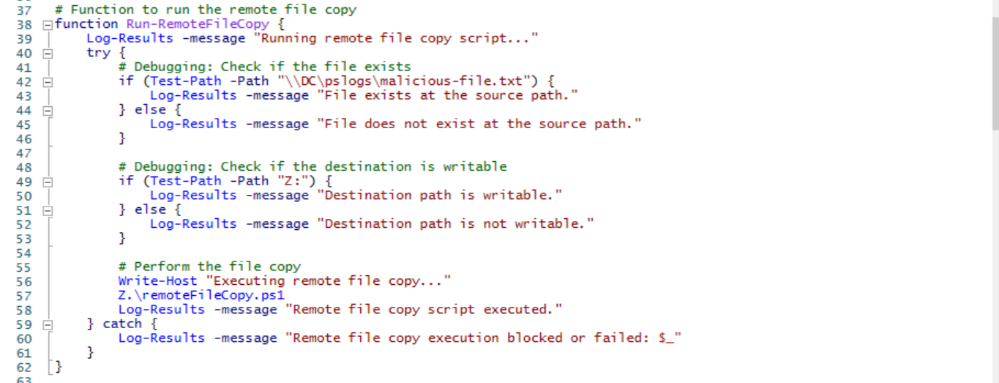 37 # Function to run the remote file copy
38 function Run-RemoteFileCopy {
39     Log-Results -message "Running remote file copy script..."
40     try {
41         # Debugging: Check if the file exists
42         if (Test-Path -Path "\\DC\pslogs\malicious-file.txt") {
43             Log-Results -message "File exists at the source path."
44         } else {
45             Log-Results -message "File does not exist at the source path."
46         }
47
48         # Debugging: Check if the destination is writable
49         if (Test-Path -Path "Z:") {
50             Log-Results -message "Destination path is writable."
51         } else {
52             Log-Results -message "Destination path is not writable."
53         }
54
55         # Perform the file copy
56         Write-Host "Executing remote file copy..."
57         Z.\remoteFileCopy.ps1
58         Log-Results -message "Remote file copy script executed."
59     } catch {
60         Log-Results -message "Remote file copy execution blocked or failed: $_"
61     }
62 }
63